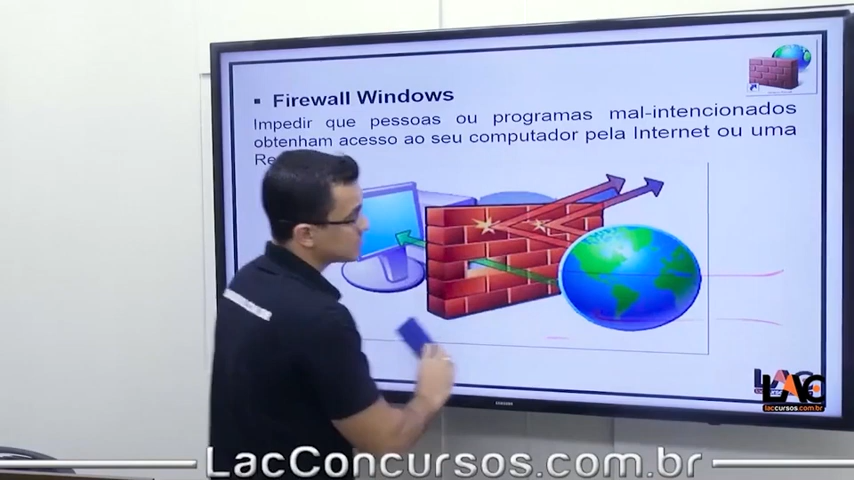 ▪ Firewall Windows
Impedir que pessoas ou programas mal-intencionados
obtenham acesso ao seu computador pela Internet ou uma
SAMSUNG
LAC
laccursos.com.br
LacConcursos.com.br